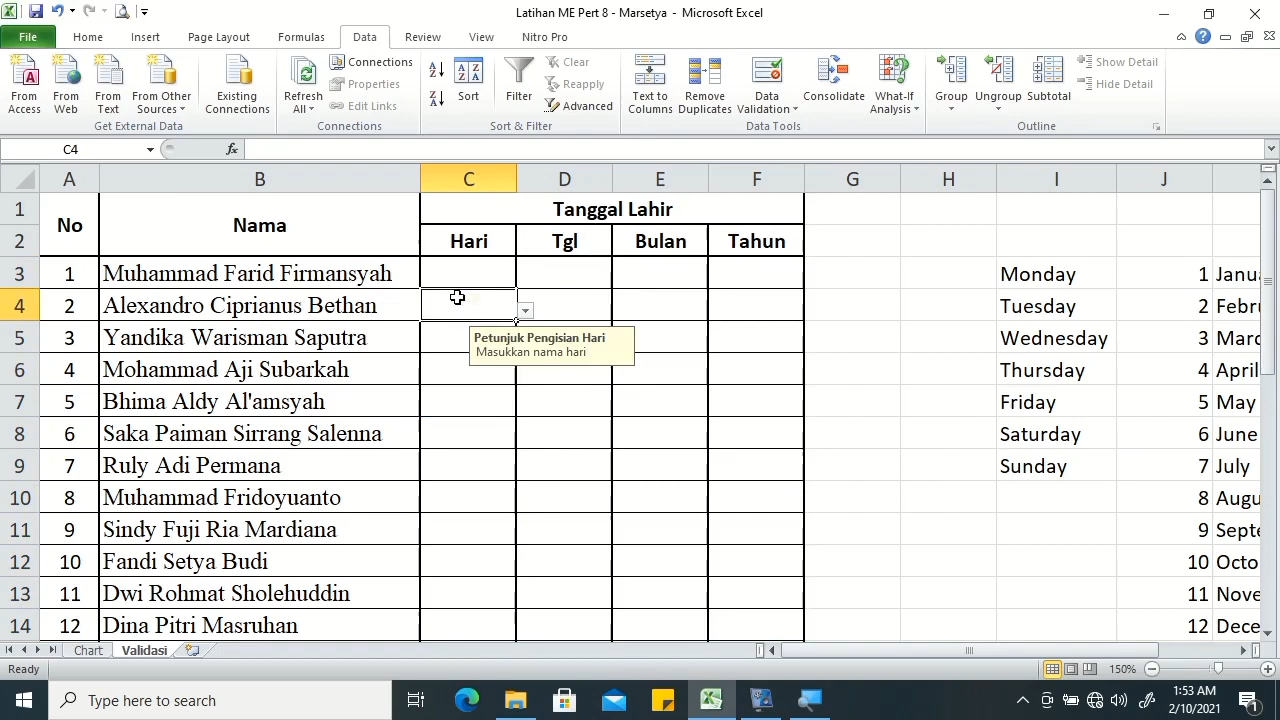 Latihan ME Pert 8 - Marsetya - Microsoft Excel
File Home Insert Page Layout Formulas Data Review View Nitro Pro
From Access From Web From Text From Other Sources Existing Connections
Get External Data
Refresh All Connections Properties Edit Links
Connections
Sort Filter Clear Reapply Advanced
Sort & Filter
Text to Columns Remove Duplicates Data Validation Consolidate What-If Analysis
Data Tools
Group Ungroup Subtotal Show Detail Hide Detail
Outline
C4 fx
A B C D E F G H I J
1 No Nama Tanggal Lahir
2 Hari Tgl Bulan Tahun
3 1 Muhammad Farid Firmansyah Monday 1 Janua
4 2 Alexandro Ciprianus Bethan Tuesday 2 Febru
5 3 Yandika Warisman Saputra Wednesday 3 Marc
Petunjuk Pengisian Hari
Masukkan nama hari
6 4 Mohammad Aji Subarkah Thursday 4 April
7 5 Bhima Aldy Al'amsyah Friday 5 May
8 6 Saka Paiman Sirrang Salenna Saturday 6 June
9 7 Ruly Adi Permana Sunday 7 July
10 8 Muhammad Fridoyuanto 8 Augu
11 9 Sindy Fuji Ria Mardiana 9 Septe
12 10 Fandi Setya Budi 10 Octo
13 11 Dwi Rohmat Sholehuddin 11 Nove
14 12 Dina Pitri Masruhan 12 Dece
Chart Validasi
Ready 150%
Type here to search
1:53 AM
2/10/2021
1